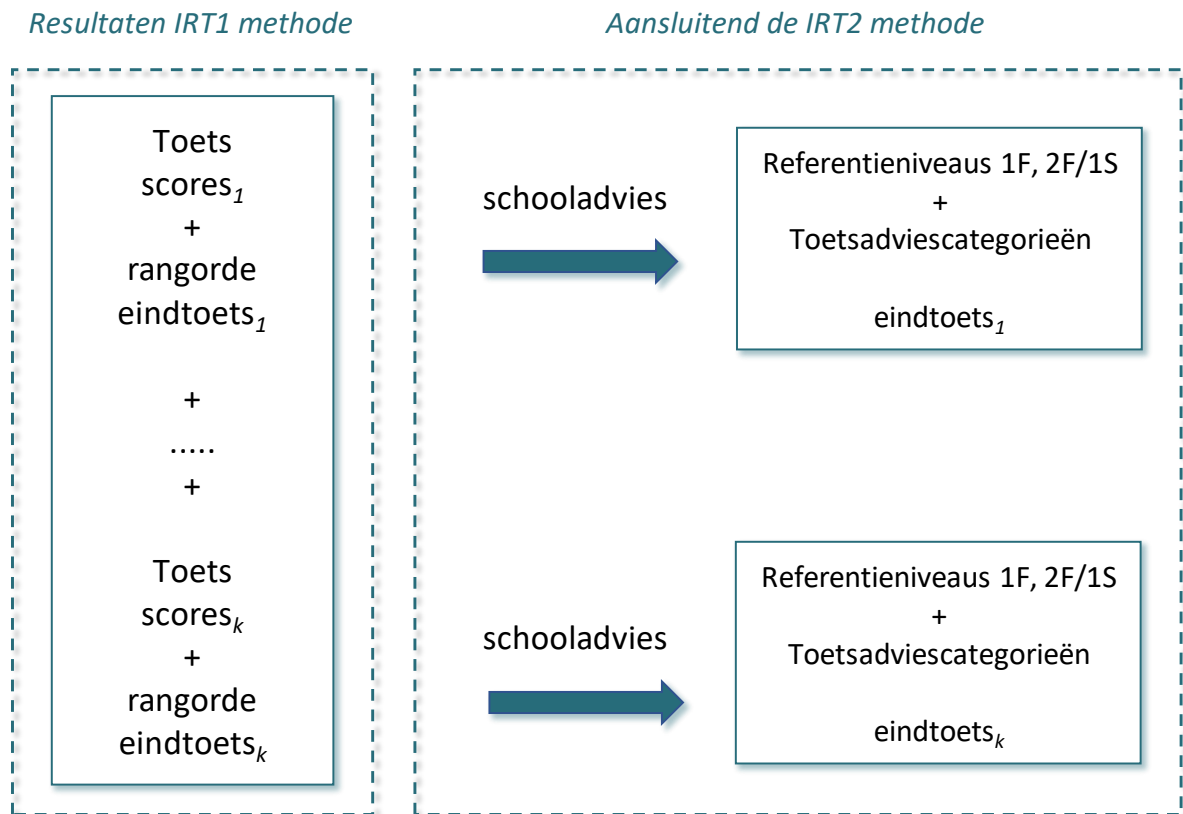 Resultaten IRT1 methode
Aansluitend de IRT2 methode
Toets
scores1
+
rangorde
eindtoets1
+
.....
+
Toets
scoresk
+
rangorde
eindtoetsk
schooladvies
Referentieniveaus 1F, 2F/1S
+
Toetsadviescategorieën
eindtoets1
schooladvies
Referentieniveaus 1F, 2F/1S
+
Toetsadviescategorieën
eindtoetsk